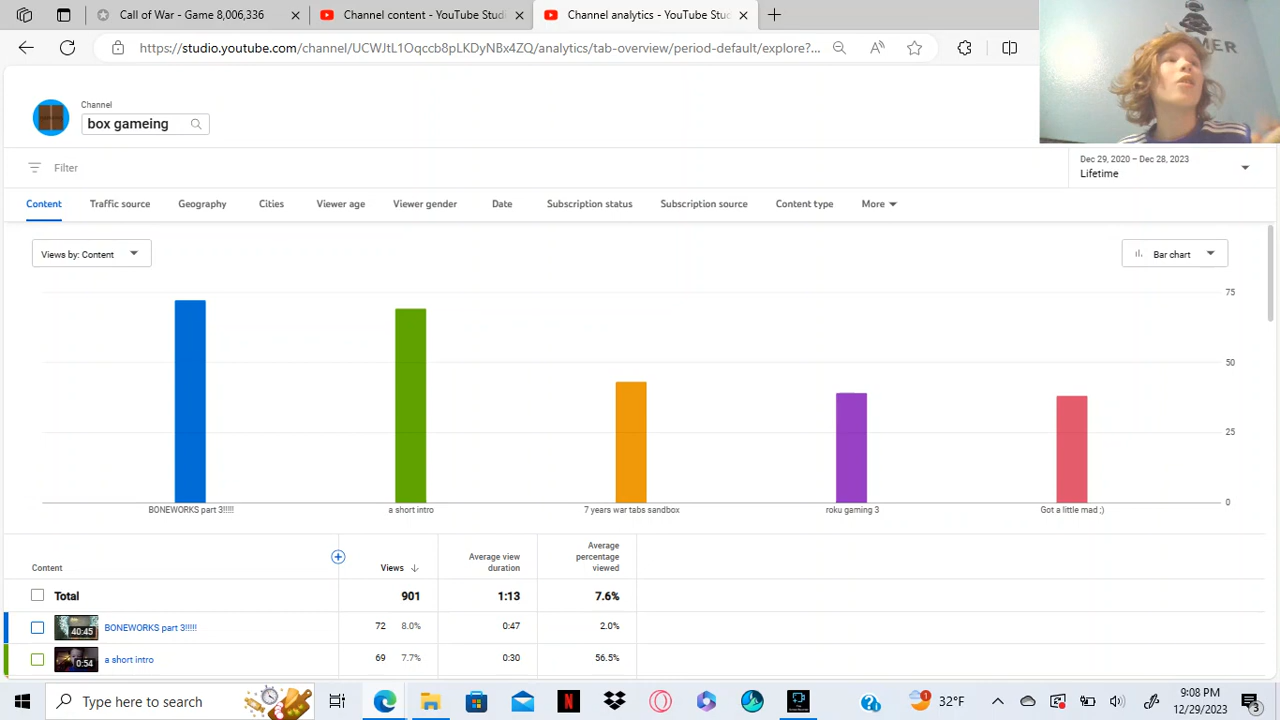 Call of War - Game 8,006,336
Channel content - YouTube Studi
Channel analytics - YouTube Stu
https://studio.youtube.com/channel/UCWJtL1Oqccb8pLKDyNBx4ZQ/analytics/tab-overview/period-default/explore?...
Channel
box gameing
Filter
Dec 29, 2020 – Dec 28, 2023
Lifetime
Content Traffic source Geography Cities Viewer age Viewer gender Date Subscription status Subscription source Content type More
Views by: Content
Bar chart
75
50
25
0
BONEWORKS part 3!!!!! a short intro 7 years war tabs sandbox roku gaming 3 Got a little mad ;)
Content Views Average view duration Average percentage viewed
Total 901 1:13 7.6%
40:45 BONEWORKS part 3!!!!! 72 8.0% 0:47 2.0%
0:54 a short intro 69 7.7% 0:30 56.5%
Type here to search
1
32°F
9:08 PM
12/29/2023
3